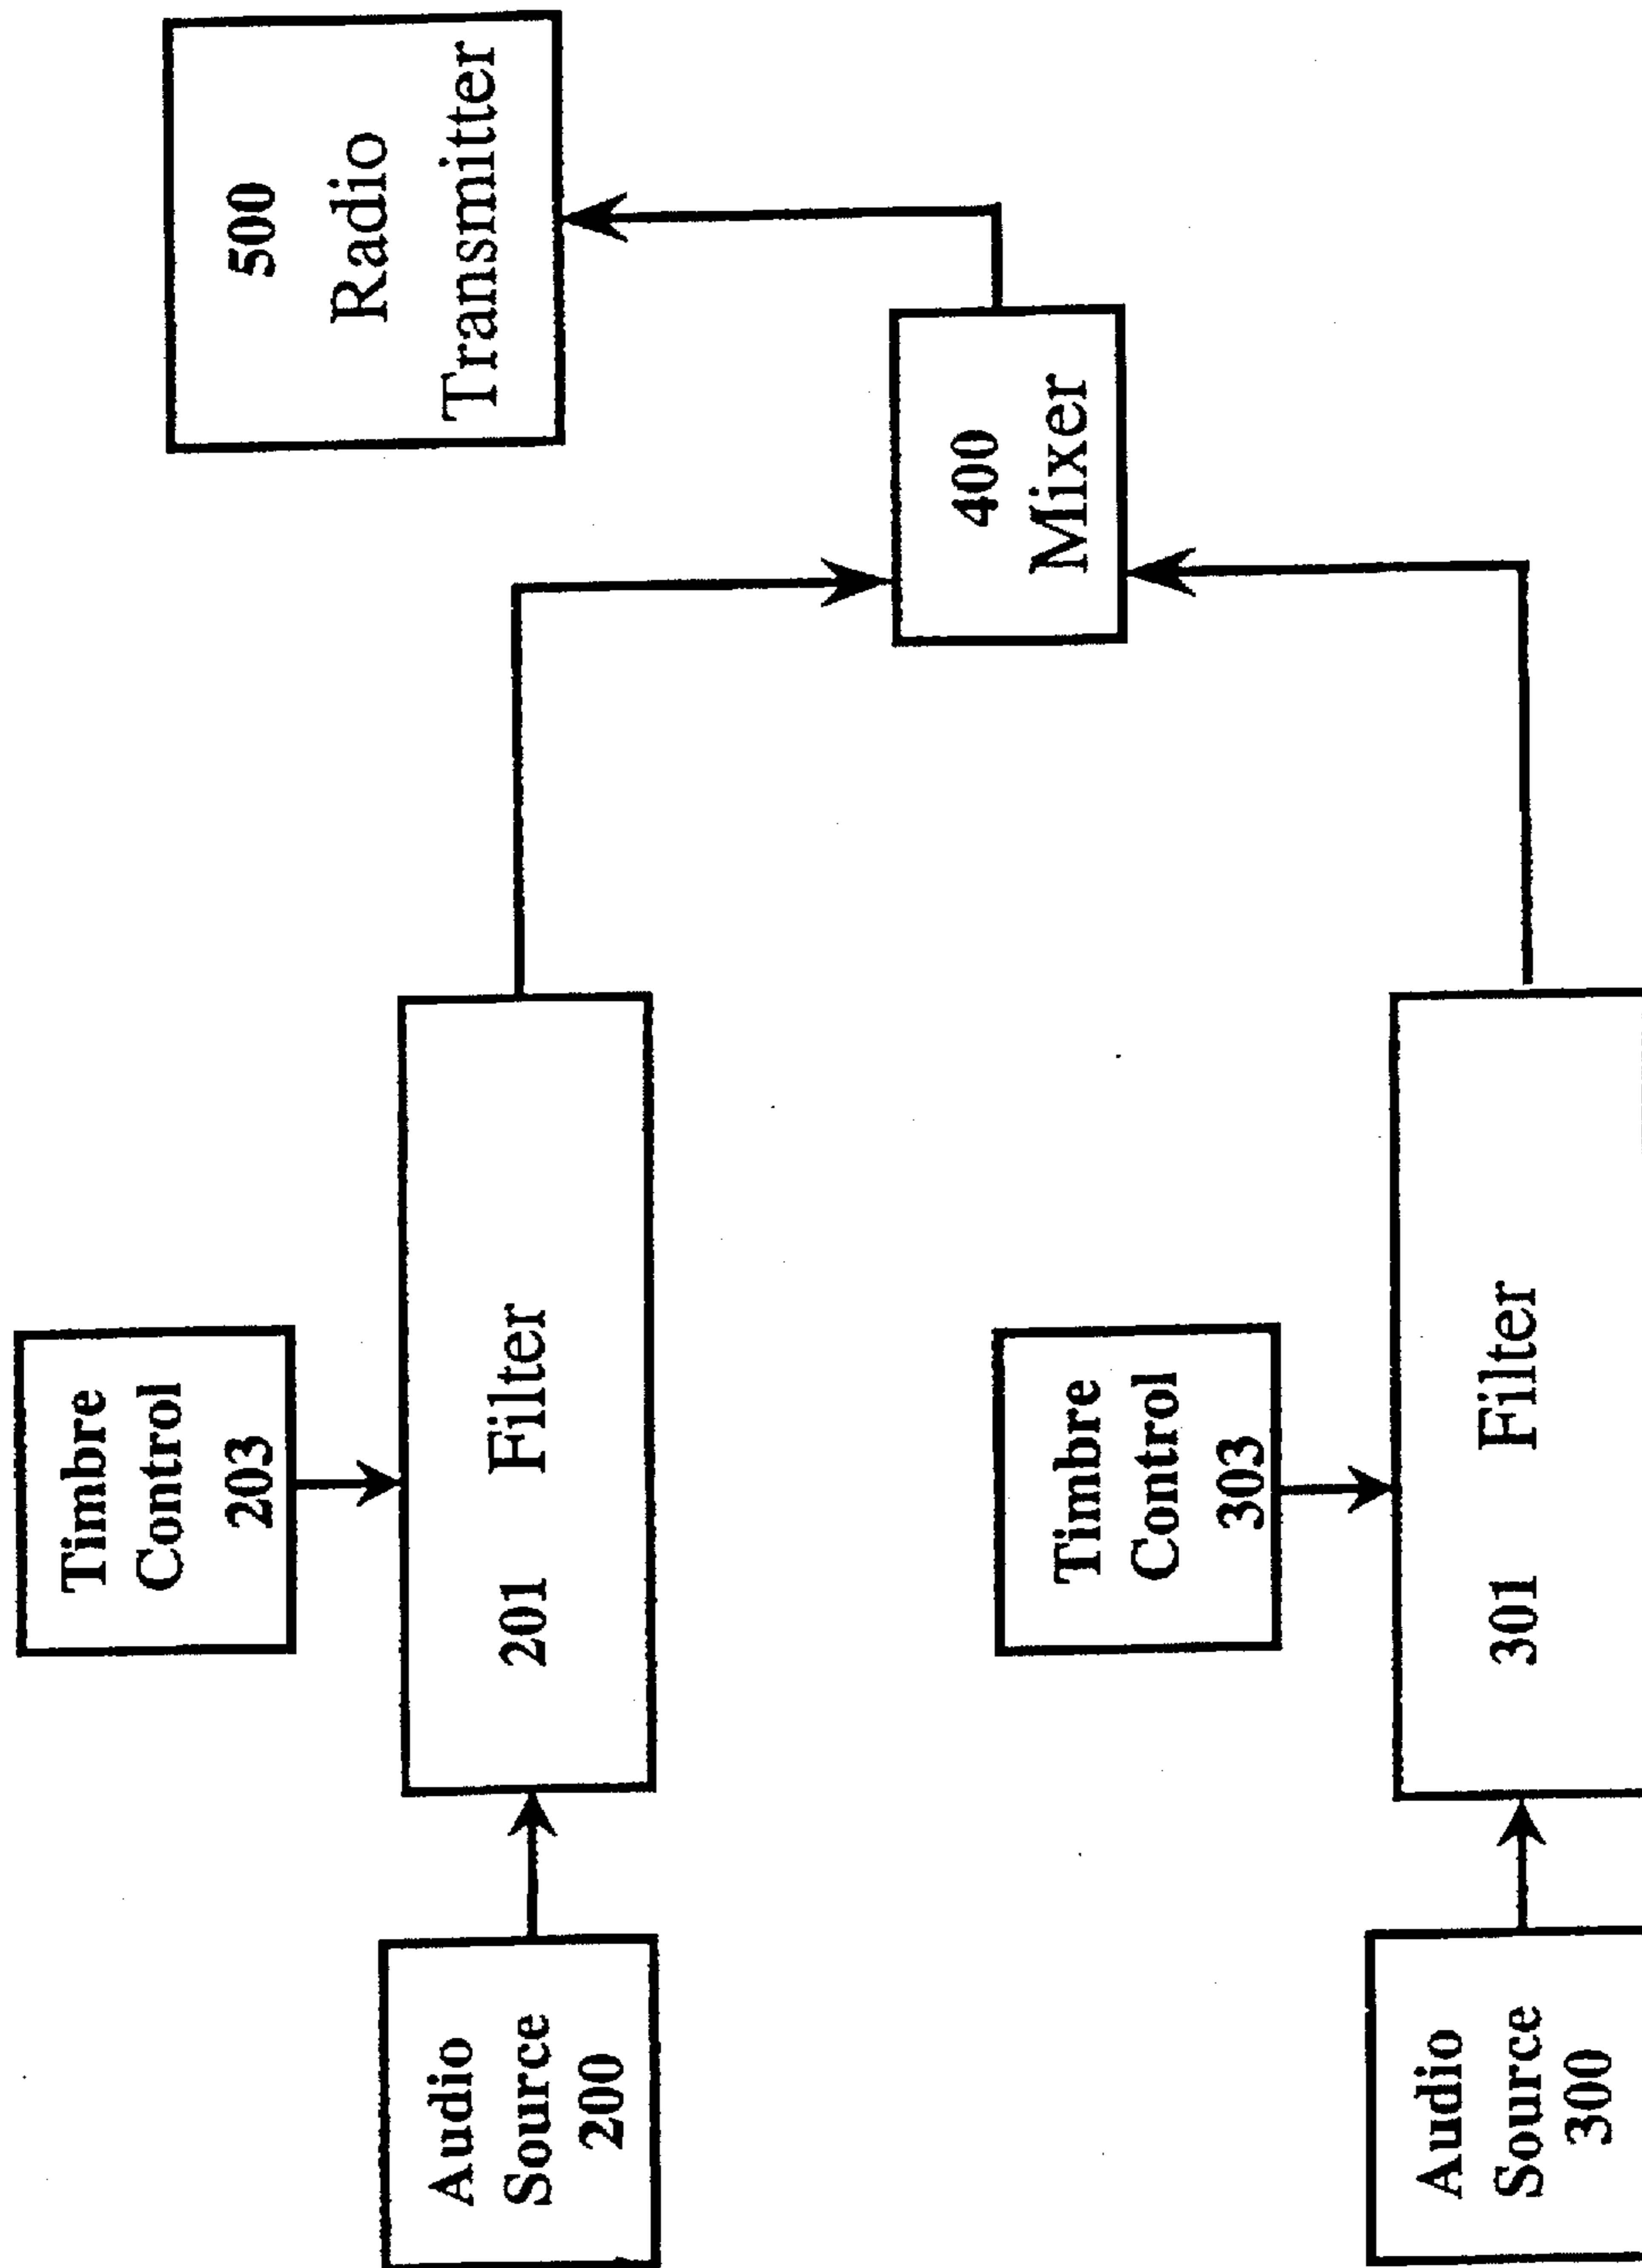 Timbre
Control
203
Audio
Source
200
201 Filter
500
Radio
Transmitter
400
Mixer
Timbre
Control
303
Audio
Source
300
301 Filter